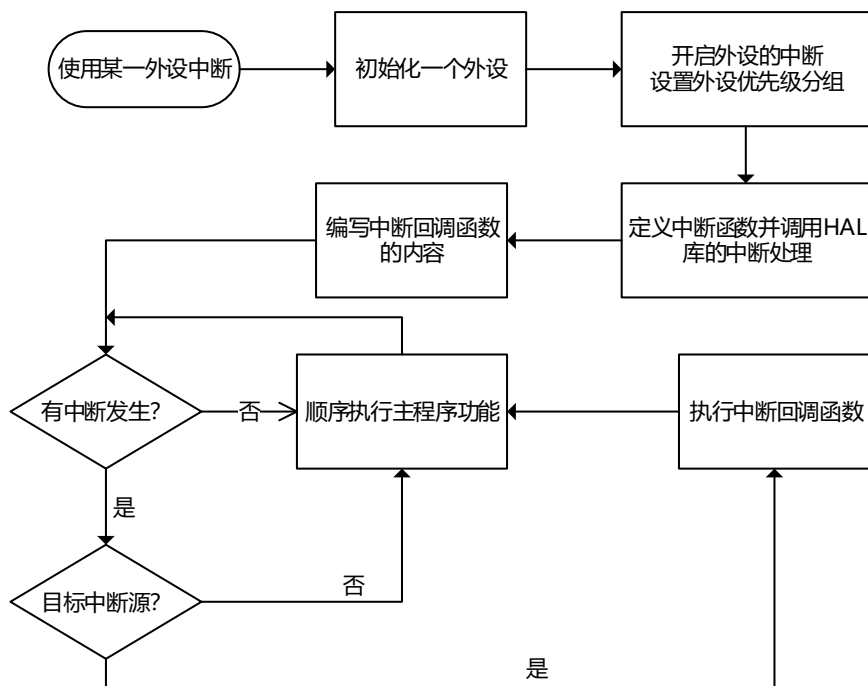 使用某一外设中断
初始化一个外设
开启外设的中断
设置外设优先级分组
编写中断回调函数
的内容
定义中断函数并调用HAL
库的中断处理
有中断发生?
否
顺序执行主程序功能
执行中断回调函数
是
目标中断源?
否
是